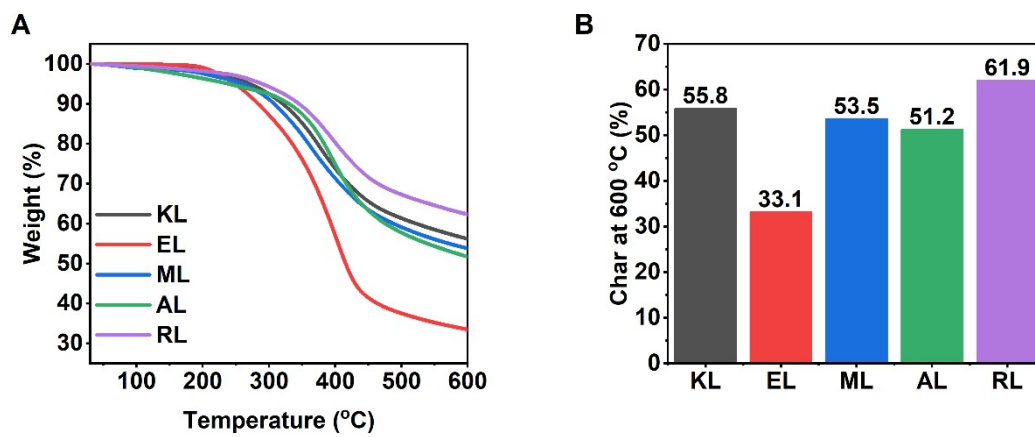 A
Weight (%)
100
90
80
70
60
50
40
30
KL
EL
ML
AL
RL
100 200 300 400 500 600
Temperature (°C)
B
Char at 600 °C (%)
70
60
50
40
30
20
10
0
55.8
33.1
53.5
51.2
61.9
KL EL ML AL RL